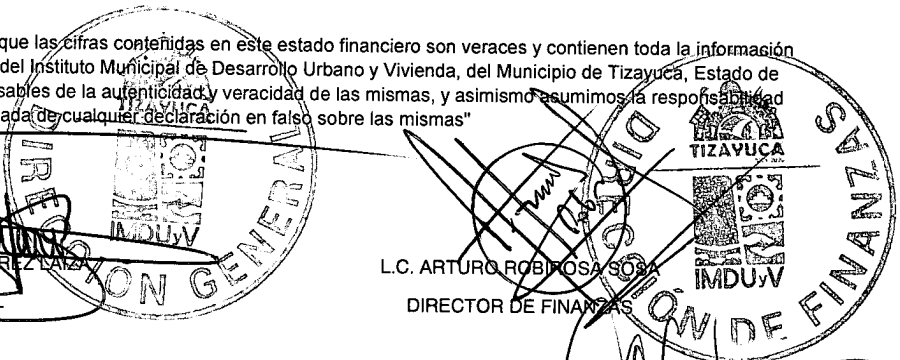 que las cifras contenidas en este estado financiero son veraces y contienen toda la información
del Instituto Municipal de Desarrollo Urbano y Vivienda, del Municipio de Tizayuca, Estado de
sables de la autenticidad y veracidad de las mismas, y asimismo asumimos la responsabilidad
ada de cualquier declaración en falso sobre las mismas"
TIZAYUCA
IMDUyV
DIRECCIÓN GENERAL
REZ LAIZA
L.C. ARTURO ROBIROSA SOSA
DIRECTOR DE FINANZAS
TIZAYUCA
IMDUyV
DIRECCIÓN DE FINANZAS